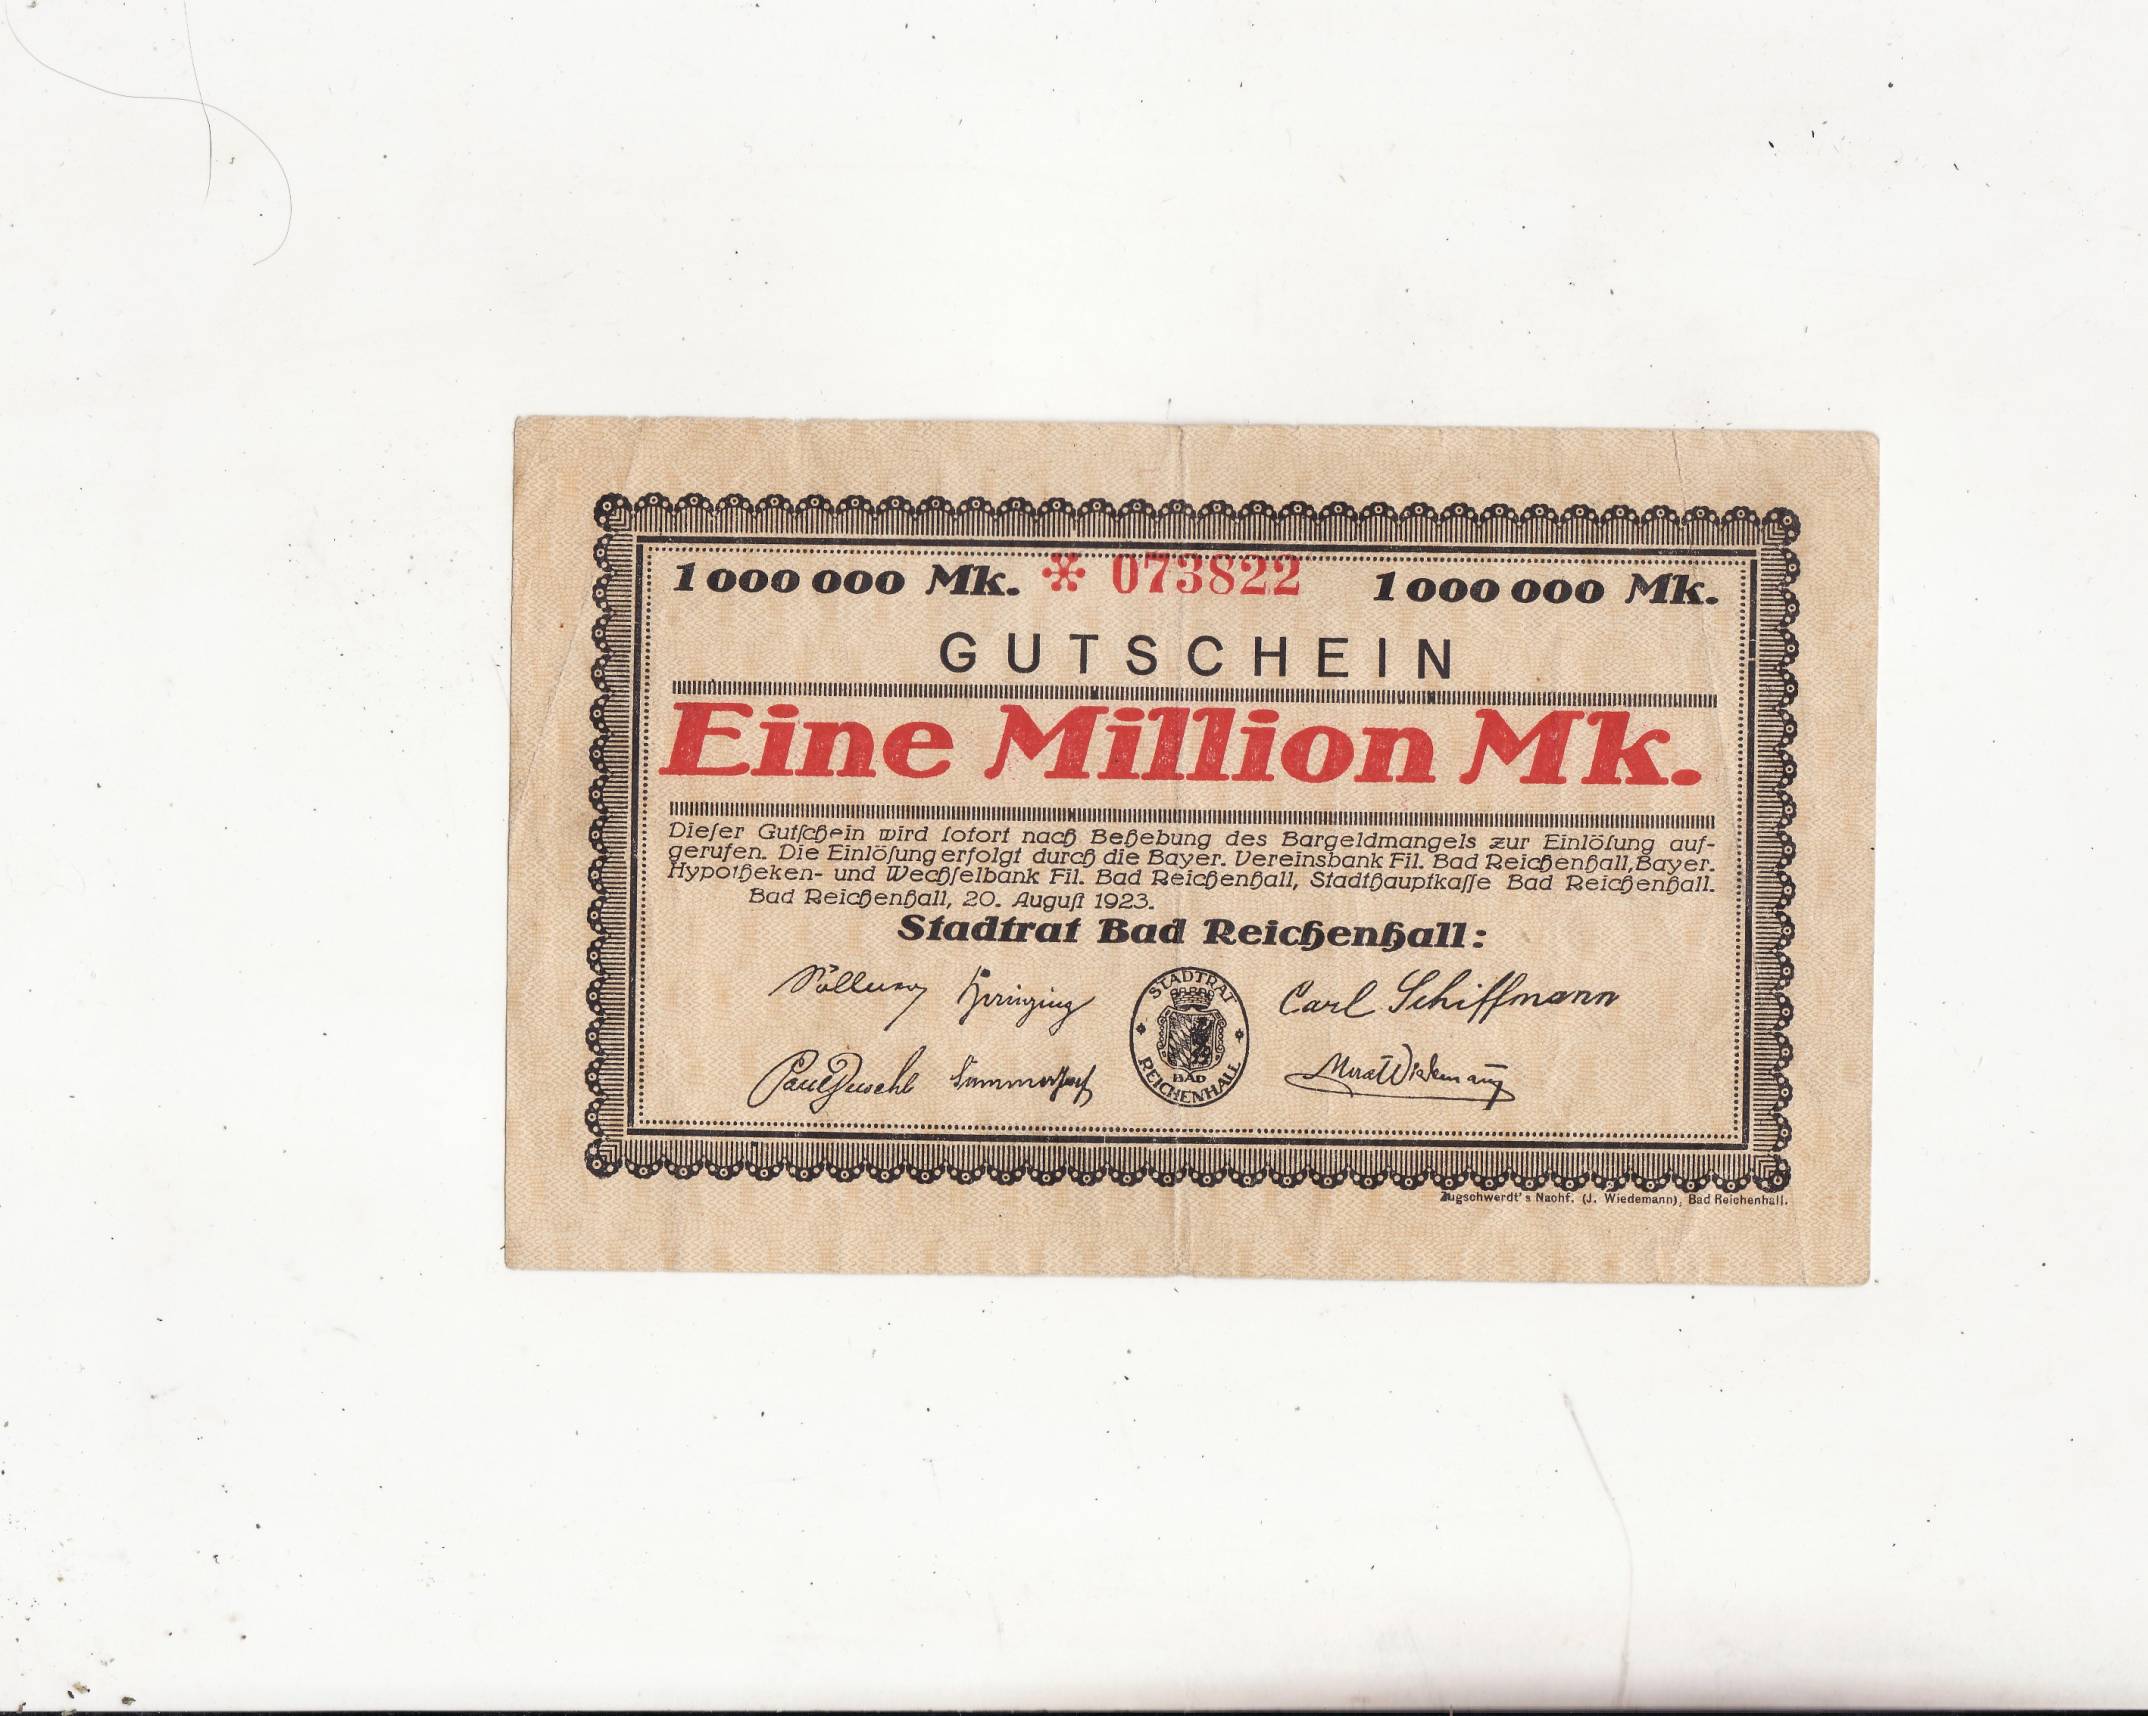 1 000 000 Mk. * 073822 1 000 000 Mk.
GUTSCHEIN
Eine Million Mk.
Dieſer Gutſchein wird ſofort nach Behebung des Bargeldmangels zur Einlöſung auf-
gerufen. Die Einlöſung erfolgt durch die Bayer. Vereinsbank Fil. Bad Reichenhall, Bayer.
Hypotheken- und Wechſelbank Fil. Bad Reichenhall, Stadthauptkaſſe Bad Reichenhall.
Bad Reichenhall, 20. Auguſt 1923.
Stadtrat Bad Reichenhall:
Carl Schiffmann
STADTRAT
BAD
REICHENHALL
Zugschwerdt's Nachf. (J. Wiedemann), Bad Reichenhall.